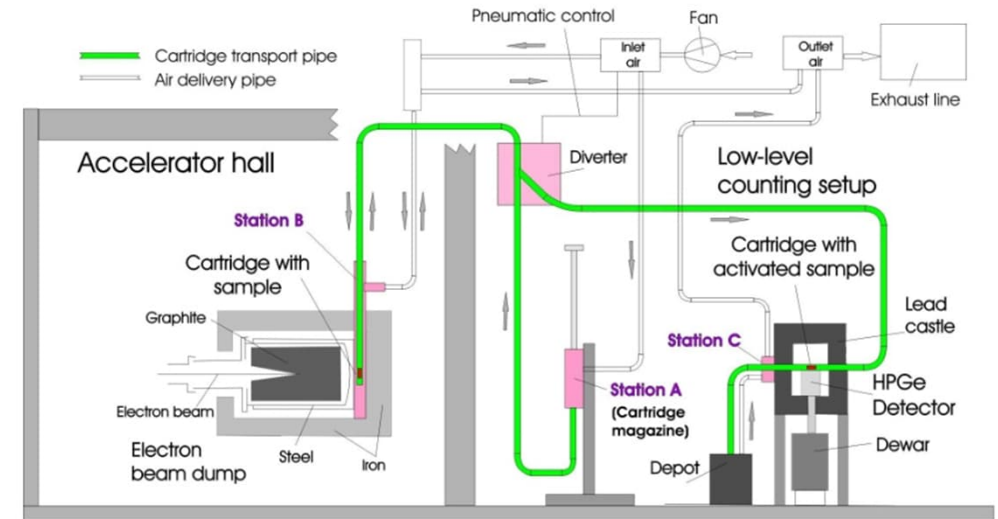 Pneumatic control
Fan
Cartridge transport pipe
Air delivery pipe
Inlet
air
Outlet
air
Exhaust line
Accelerator hall
Diverter
Low-level
counting setup
Station B
Cartridge with
sample
Cartridge with
activated sample
Graphite
Lead
castle
Station C
Station A
(Cartridge
magazine)
HPGe
Detector
Electron beam
Electron
beam dump
Steel
Iron
Depot
Dewar